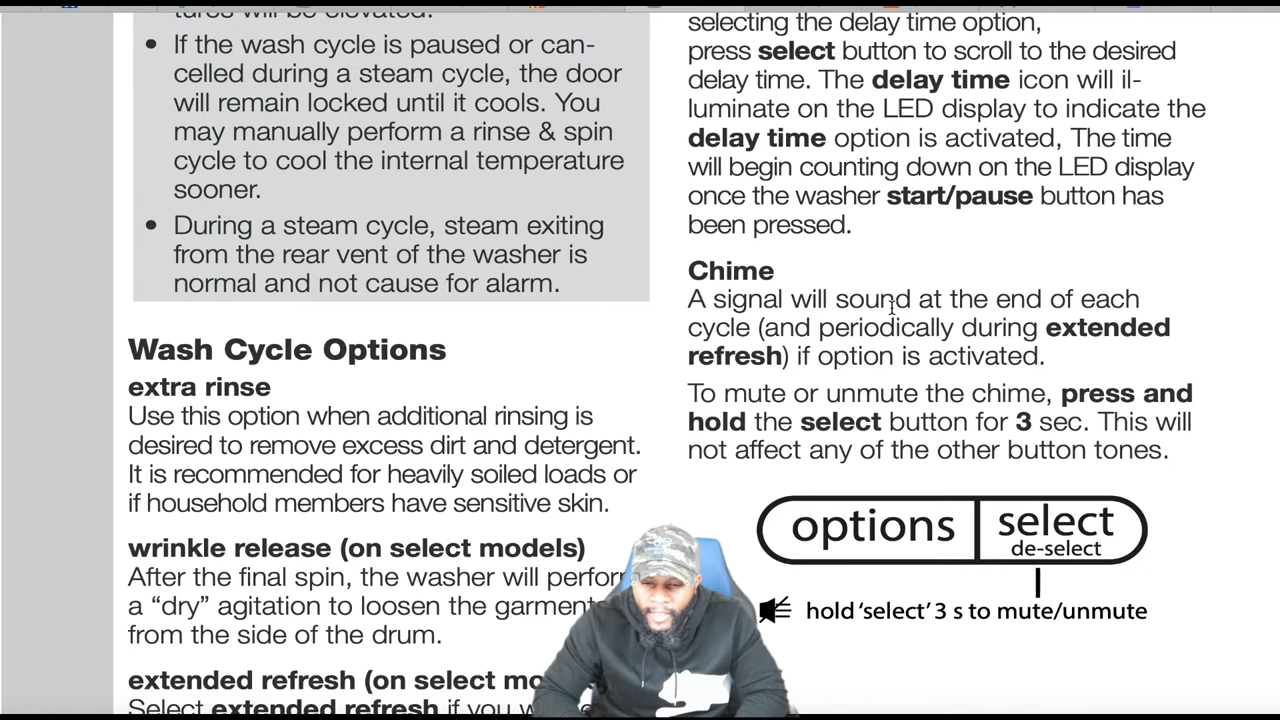 tures will be elevated.
• If the wash cycle is paused or can-
celled during a steam cycle, the door
will remain locked until it cools. You
may manually perform a rinse & spin
cycle to cool the internal temperature
sooner.
• During a steam cycle, steam exiting
from the rear vent of the washer is
normal and not cause for alarm.
Wash Cycle Options
extra rinse
Use this option when additional rinsing is
desired to remove excess dirt and detergent.
It is recommended for heavily soiled loads or
if household members have sensitive skin.
wrinkle release (on select models)
After the final spin, the washer will perform
a “dry” agitation to loosen the garment
from the side of the drum.
extended refresh (on select mo
Select extended refresh if you w
selecting the delay time option,
press select button to scroll to the desired
delay time. The delay time icon will il-
luminate on the LED display to indicate the
delay time option is activated, The time
will begin counting down on the LED display
once the washer start/pause button has
been pressed.
Chime
A signal will sound at the end of each
cycle (and periodically during extended
refresh) if option is activated.
To mute or unmute the chime, press and
hold the select button for 3 sec. This will
not affect any of the other button tones.
options select
de-select
hold ‘select’ 3 s to mute/unmute